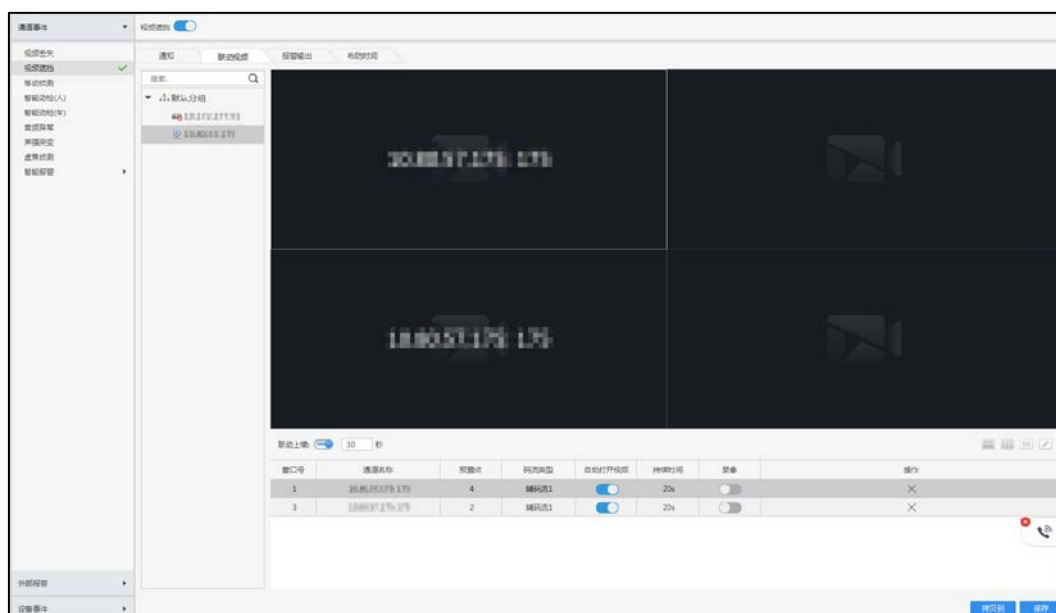 通道事件
视频丢失
视频遮挡
移动侦测
智能动检(人)
智能动检(车)
音频异常
声强突变
虚焦侦测
智能报警
外部报警
设备事件
视频遮挡
通知 联动视频 报警输出 布防时间
搜索...
默认分组
联动上墙: 30 秒
窗口号 通道名称 预置点 码流类型 自动打开视频 持续时间 录像 操作
1 4 辅码流1 20s
3 2 辅码流1 20s
拷贝到 保存